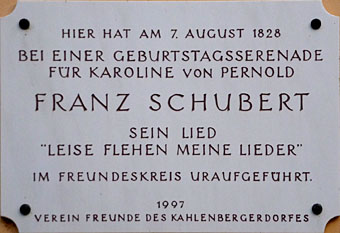 HIER HAT AM 7. AUGUST 1828
BEI EINER GEBURTSTAGSSERENADE
FÜR KAROLINE VON PERNOLD
FRANZ SCHUBERT
SEIN LIED
"LEISE FLEHEN MEINE LIEDER"
IM FREUNDESKREIS URAUFGEFÜHRT.
1997
VEREIN FREUNDE DES KAHLENBERGERDORFES